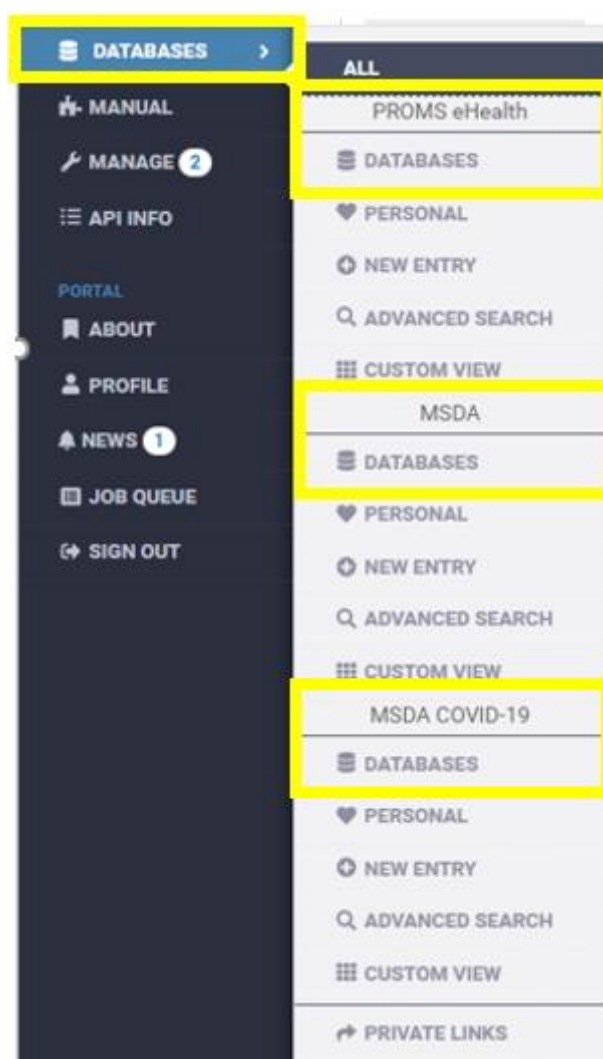 DATABASES
MANUAL
MANAGE 2
API INFO
PORTAL
ABOUT
PROFILE
NEWS 1
JOB QUEUE
SIGN OUT
ALL
PROMS eHealth
DATABASES
PERSONAL
NEW ENTRY
ADVANCED SEARCH
CUSTOM VIEW
MSDA
DATABASES
PERSONAL
NEW ENTRY
ADVANCED SEARCH
CUSTOM VIEW
MSDA COVID-19
DATABASES
PERSONAL
NEW ENTRY
ADVANCED SEARCH
CUSTOM VIEW
PRIVATE LINKS